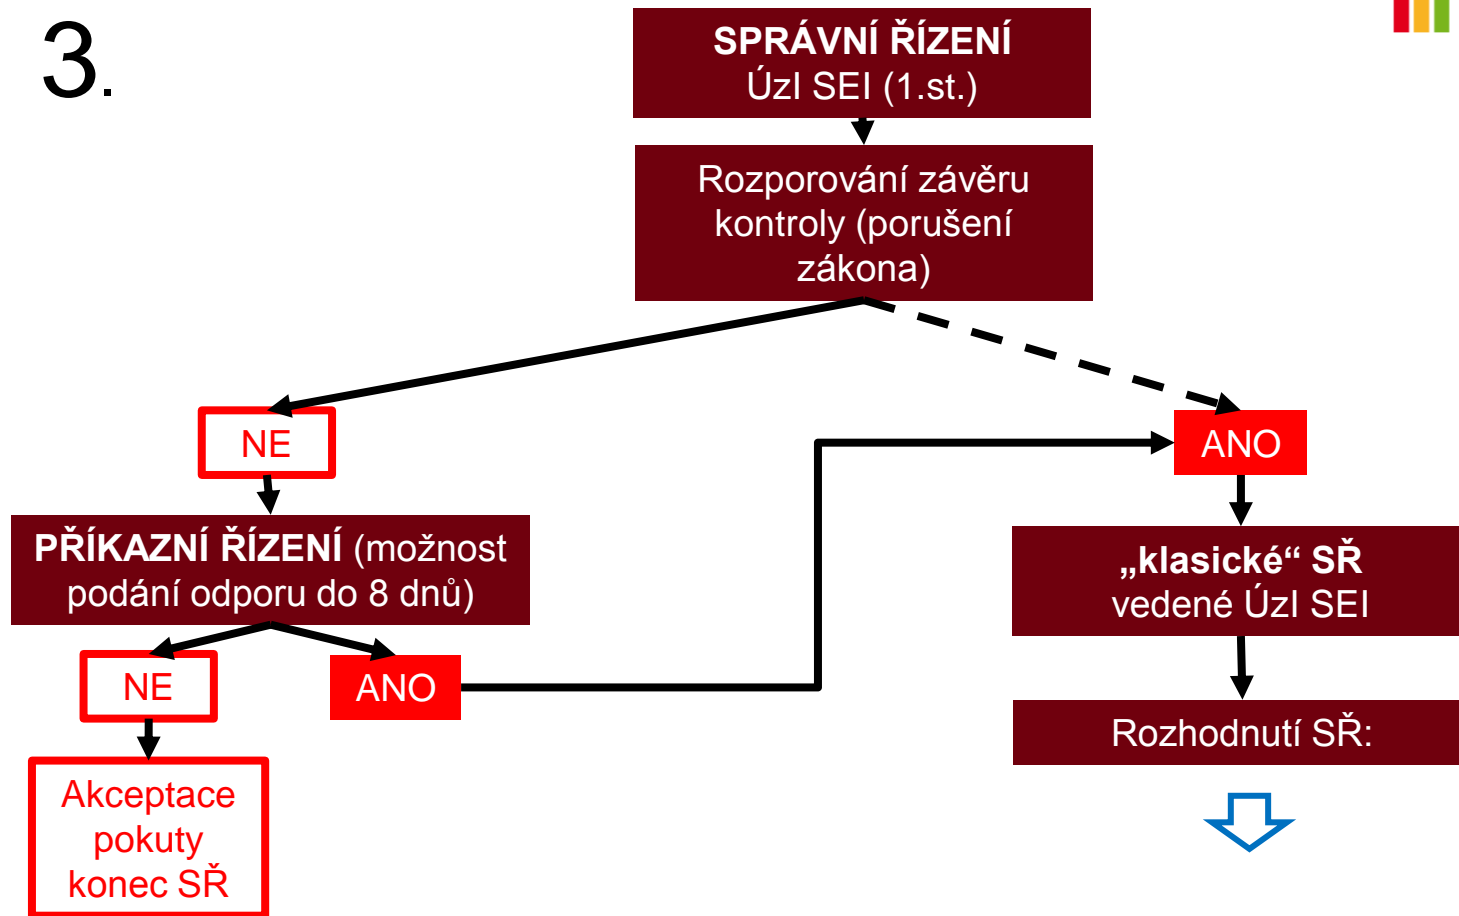 3.
SPRÁVNÍ ŘÍZENÍ
ÚzI SEI (1.st.)
Rozporování závěru
kontroly (porušení
zákona)
NE
ANO
PŘÍKAZNÍ ŘÍZENÍ (možnost
podání odporu do 8 dnů)
„klasické“ SŘ
vedené ÚzI SEI
NE
ANO
Rozhodnutí SŘ:
Akceptace
pokuty
konec SŘ